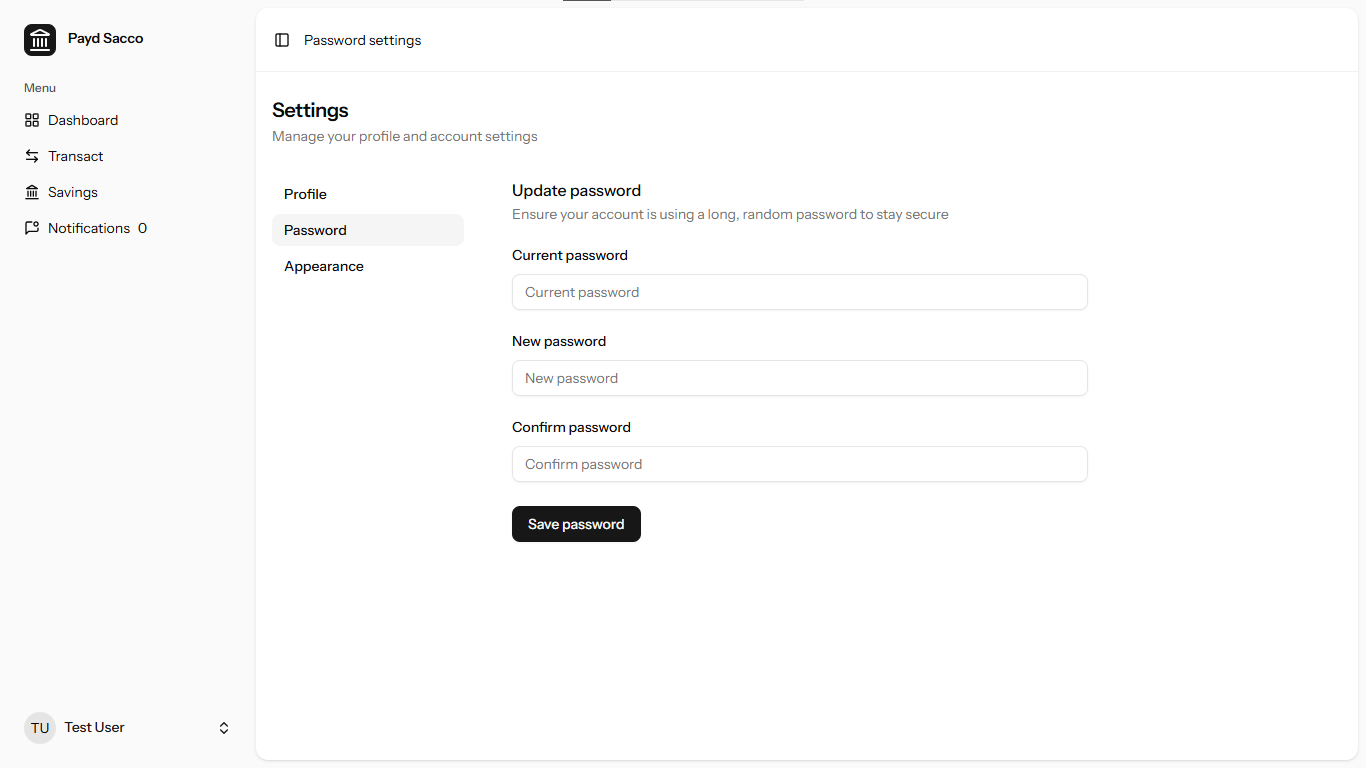 Payd Sacco
Menu
Dashboard
Transact
Savings
Notifications 0
Test User
TU
Password settings
Settings
Manage your profile and account settings
Profile
Password
Appearance
Update password
Ensure your account is using a long, random password to stay secure
Current password
Current password
New password
New password
Confirm password
Confirm password
Save password